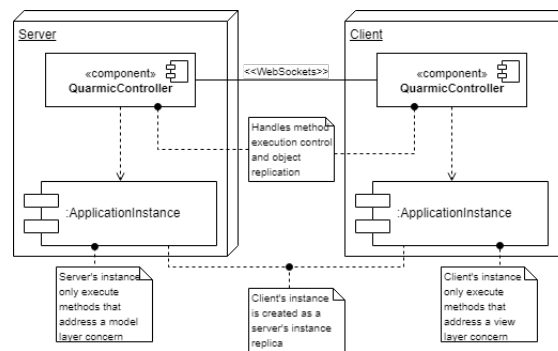 Server
«component»
QuarmicController
:ApplicationInstance
<<WebSockets>>
Client
«component»
QuarmicController
:ApplicationInstance
Handles method
execution control
and object
replication
Server's instance
only execute
methods that
address a model
layer concern
Client's instance
is created as a
server's instance
replica
Client's instance
only execute
methods that
address a view
layer concern